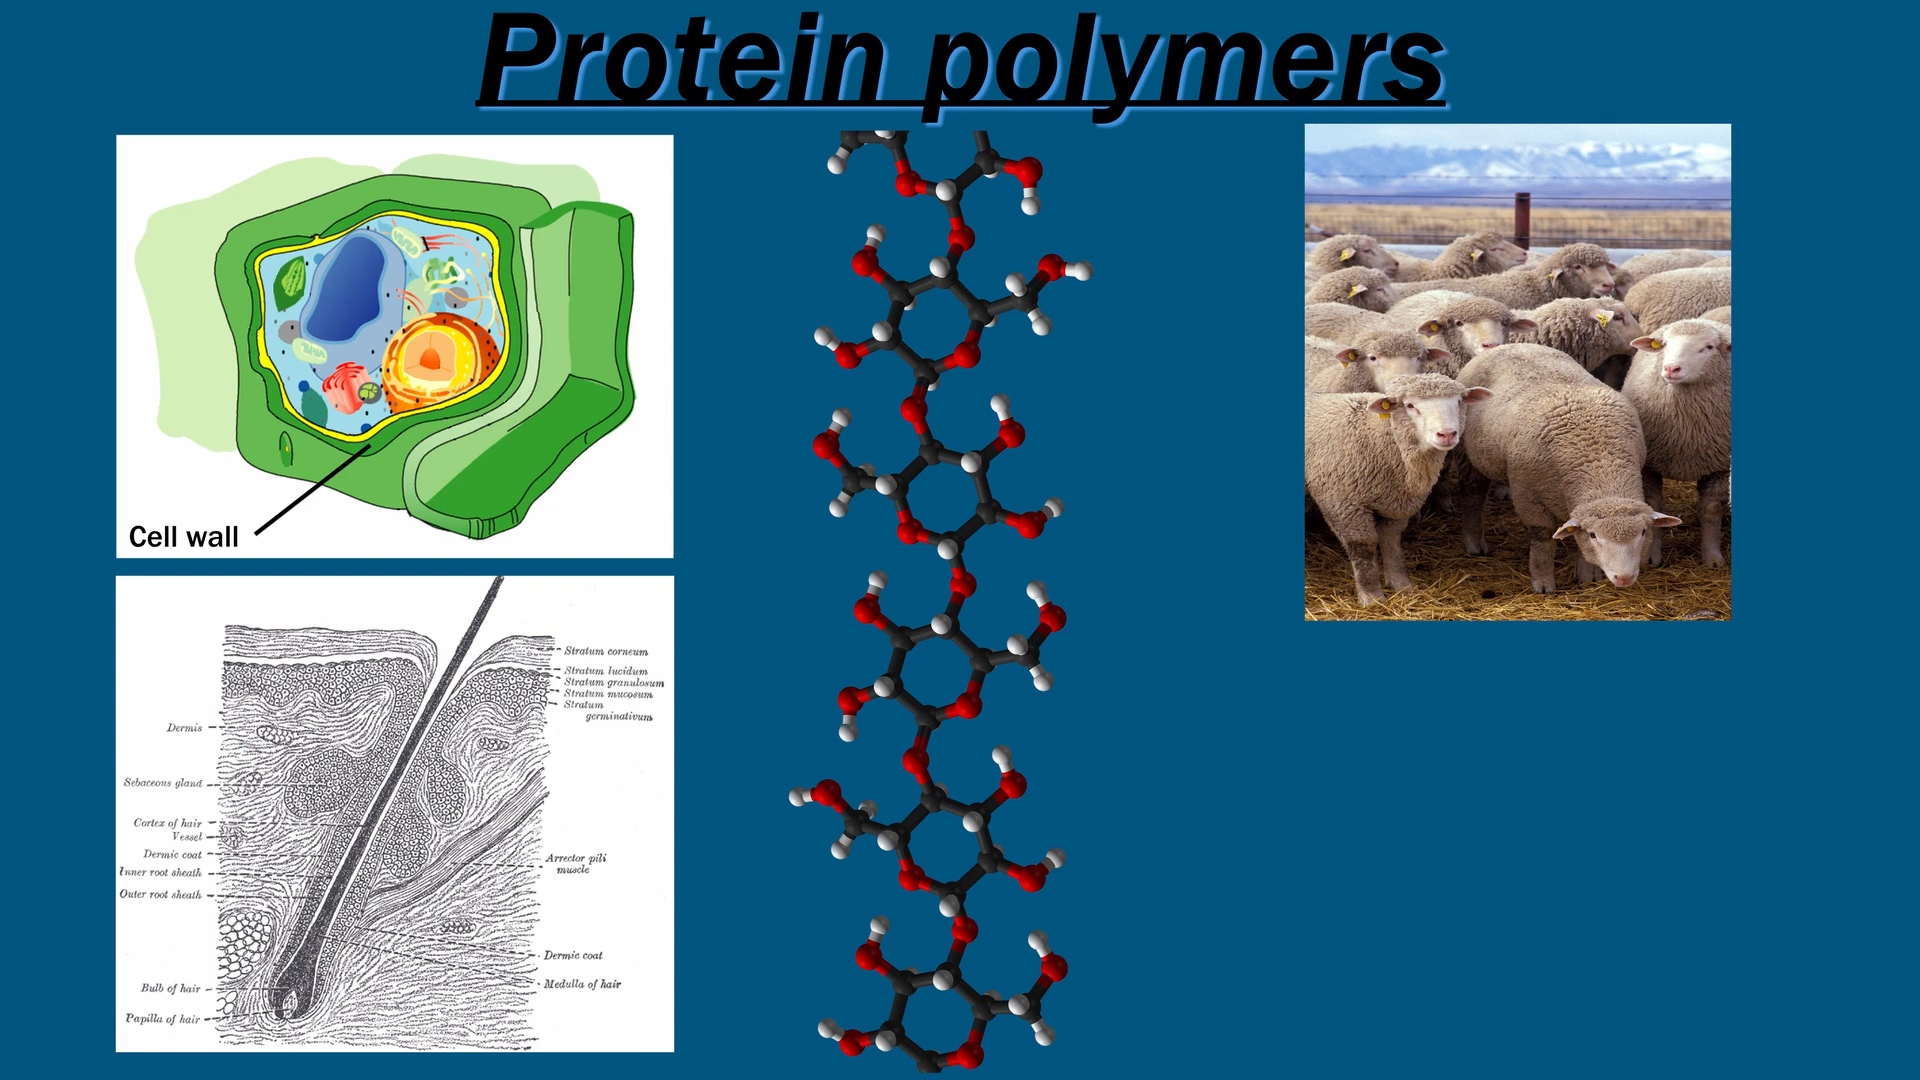 Protein polymers
Cell wall
Stratum corneum
Stratum lucidum
Stratum granulosum
Stratum mucosum
Stratum
germinativum
Dermis
Sebaceous gland
Cortex of hair
Vessel
Dermic coat
Inner root sheath
Outer root sheath
Arrector pili
muscle
Dermic coat
Medulla of hair
Bulb of hair
Papilla of hair